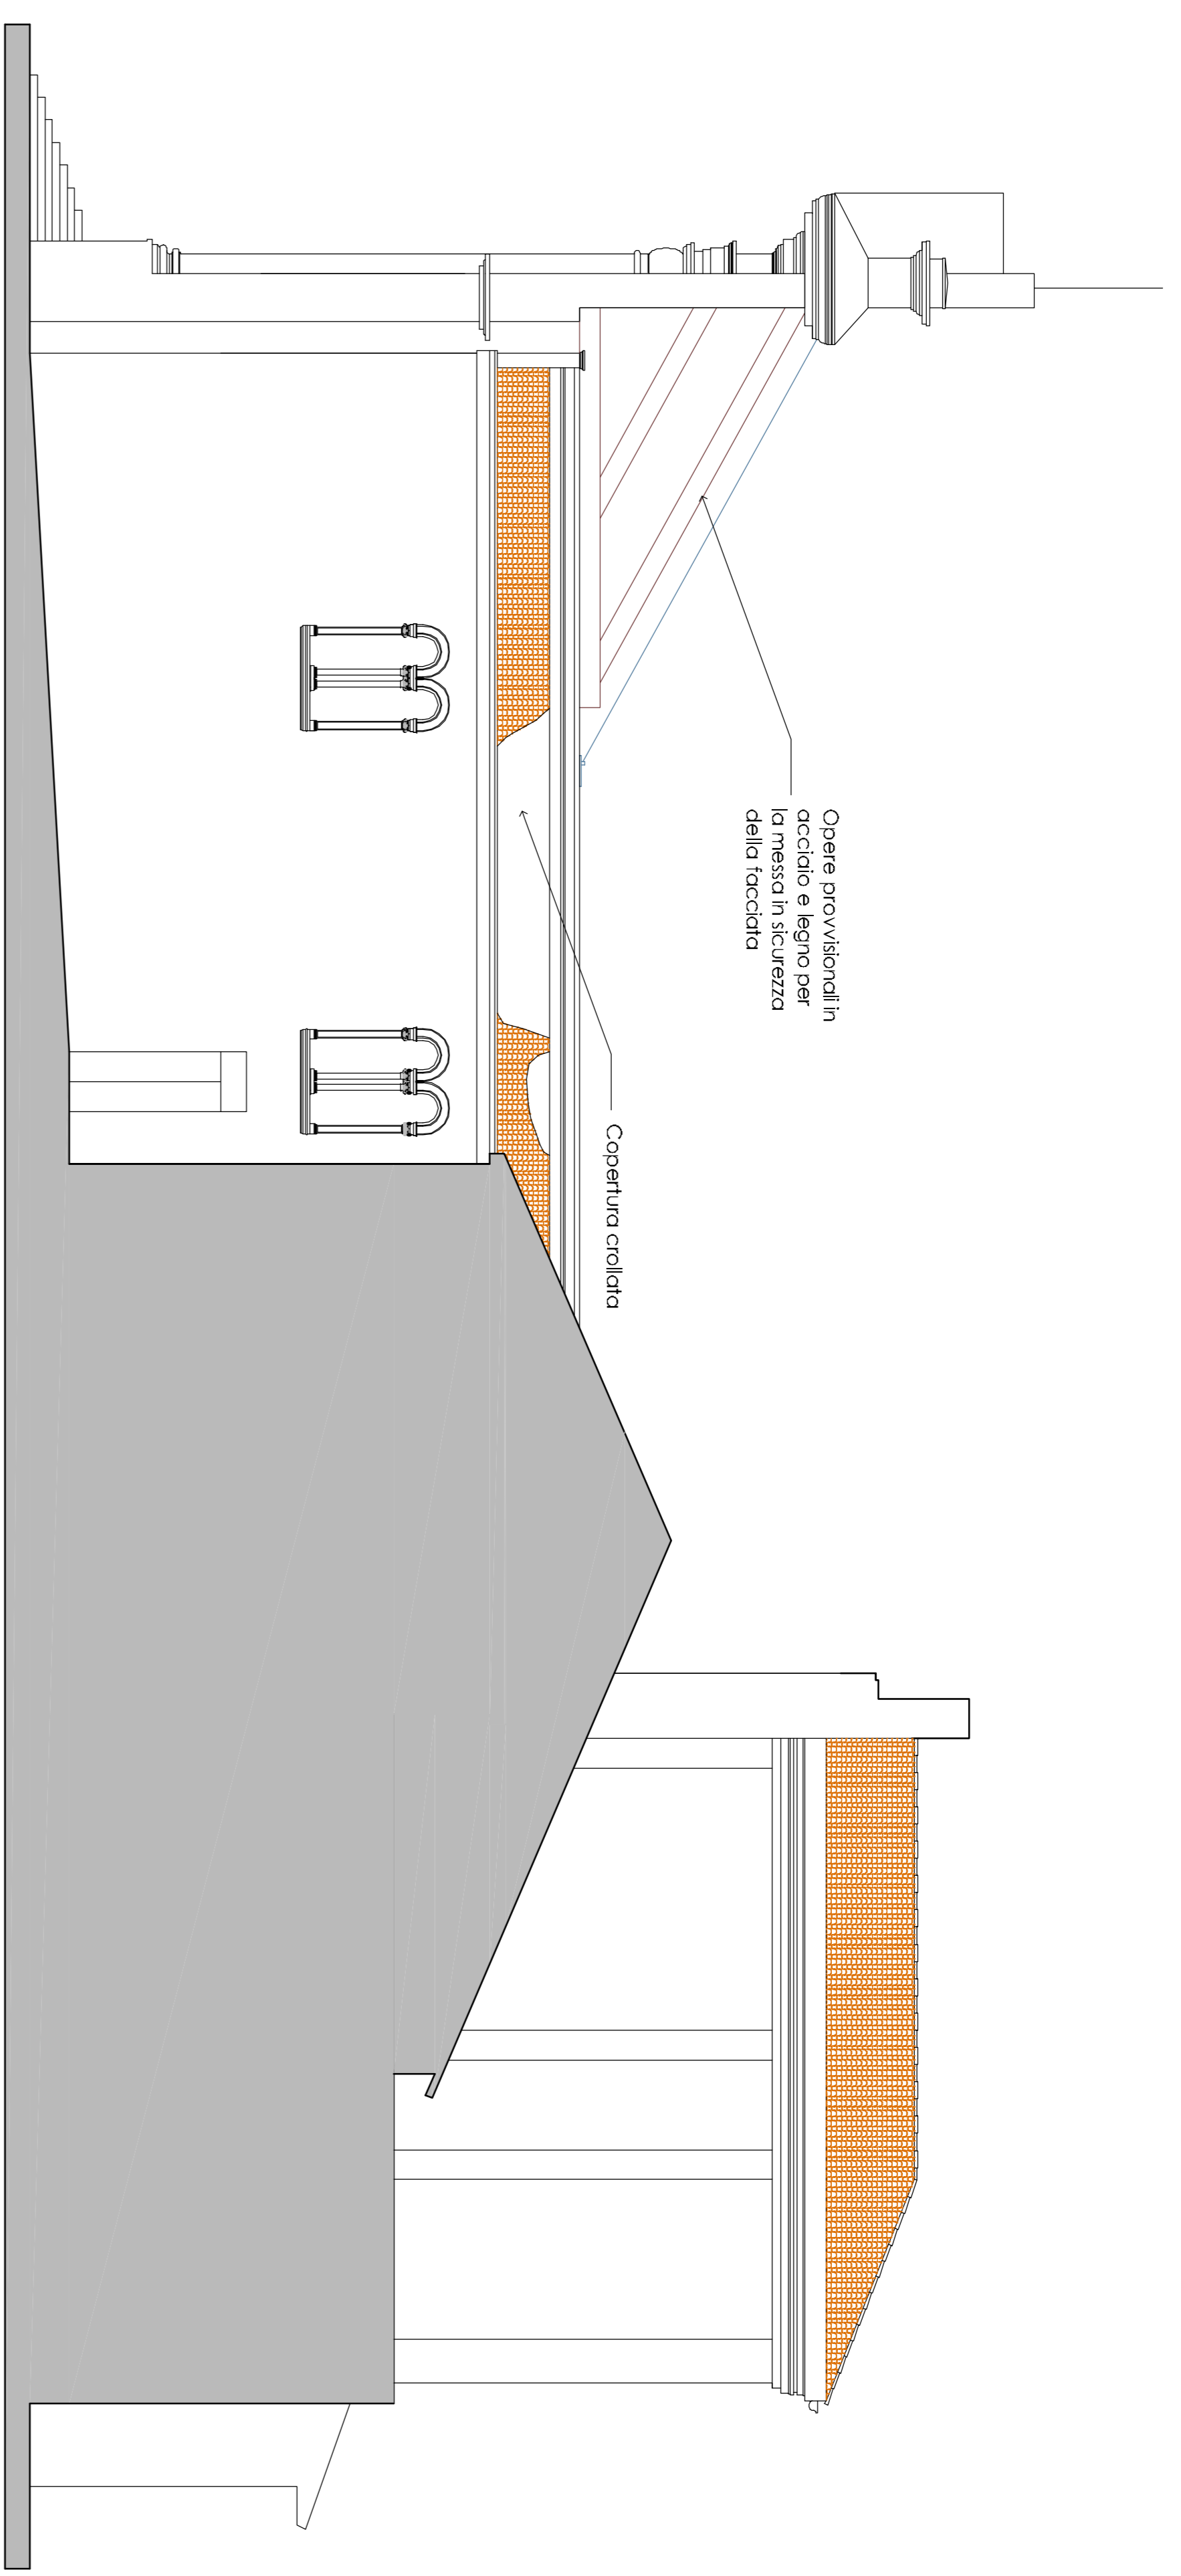 Opere provvisionali in
acciaio e legno per
la messa in sicurezza
della facciata
Copertura crollata